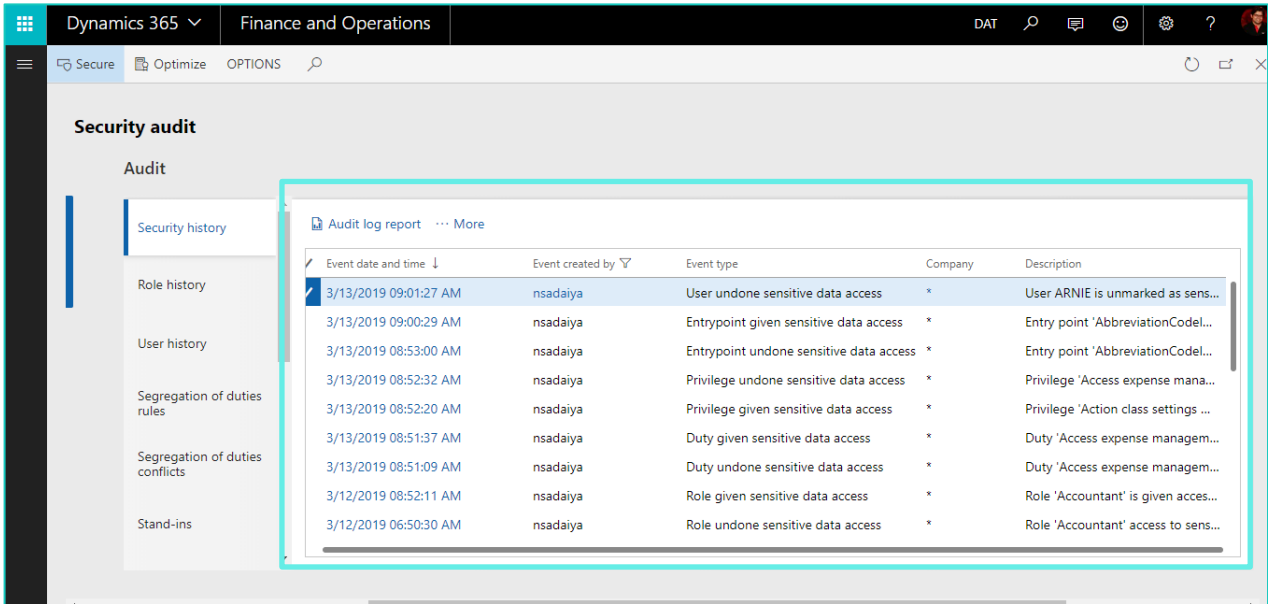 Dynamics 365 Finance and Operations DAT ?
Secure Optimize OPTIONS
Security audit
Audit
Security history
Role history
User history
Segregation of duties
rules
Segregation of duties
conflicts
Stand-ins
Audit log report ··· More
Event date and time ↓ Event created by Event type Company Description
3/13/2019 09:01:27 AM nsadaiya User undone sensitive data access * User ARNIE is unmarked as sens...
3/13/2019 09:00:29 AM nsadaiya Entrypoint given sensitive data access * Entry point 'AbbreviationCodeI...
3/13/2019 08:53:00 AM nsadaiya Entrypoint undone sensitive data access * Entry point 'AbbreviationCodeI...
3/13/2019 08:52:32 AM nsadaiya Privilege undone sensitive data access * Privilege 'Access expense mana...
3/13/2019 08:52:20 AM nsadaiya Privilege given sensitive data access * Privilege 'Action class settings ...
3/13/2019 08:51:37 AM nsadaiya Duty given sensitive data access * Duty 'Access expense managem...
3/13/2019 08:51:09 AM nsadaiya Duty undone sensitive data access * Duty 'Access expense managem...
3/12/2019 08:52:11 AM nsadaiya Role given sensitive data access * Role 'Accountant' is given acces...
3/12/2019 06:50:30 AM nsadaiya Role undone sensitive data access * Role 'Accountant' access to sens...